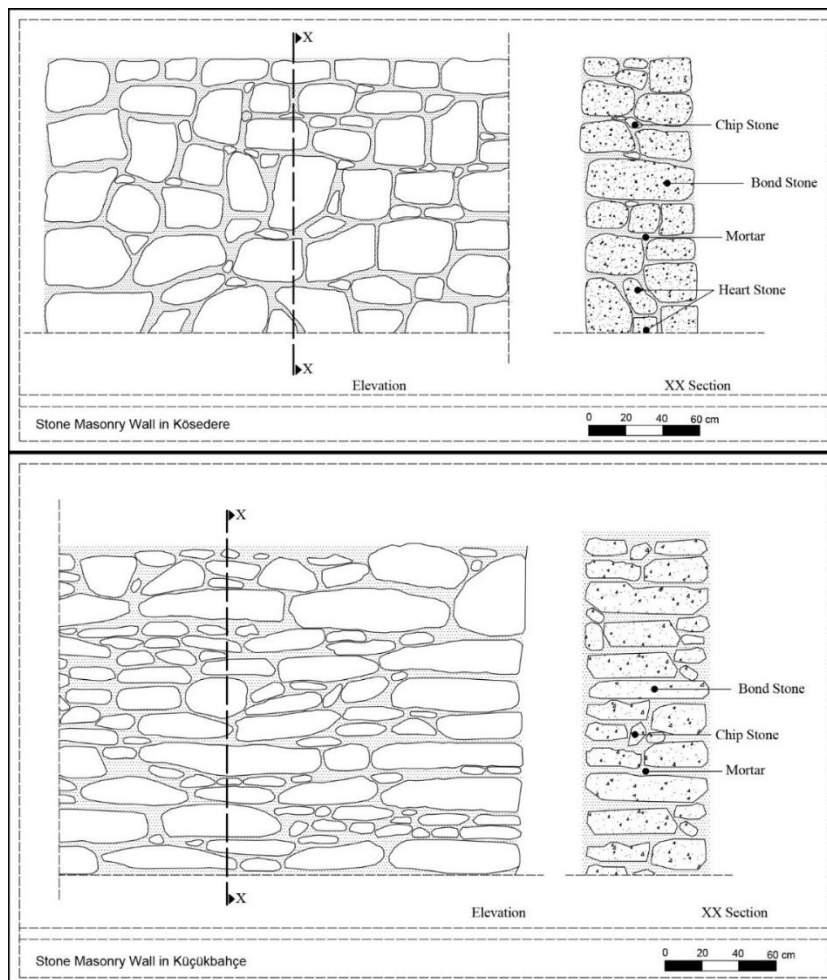 X
Chip Stone
Bond Stone
Mortar
Heart Stone
X
Elevation
XX Section
Stone Masonry Wall in Kösedere
0 20 40 60 cm
X
Bond Stone
Chip Stone
Mortar
X
Elevation
XX Section
Stone Masonry Wall in Küçükbahçe
0 20 40 60 cm